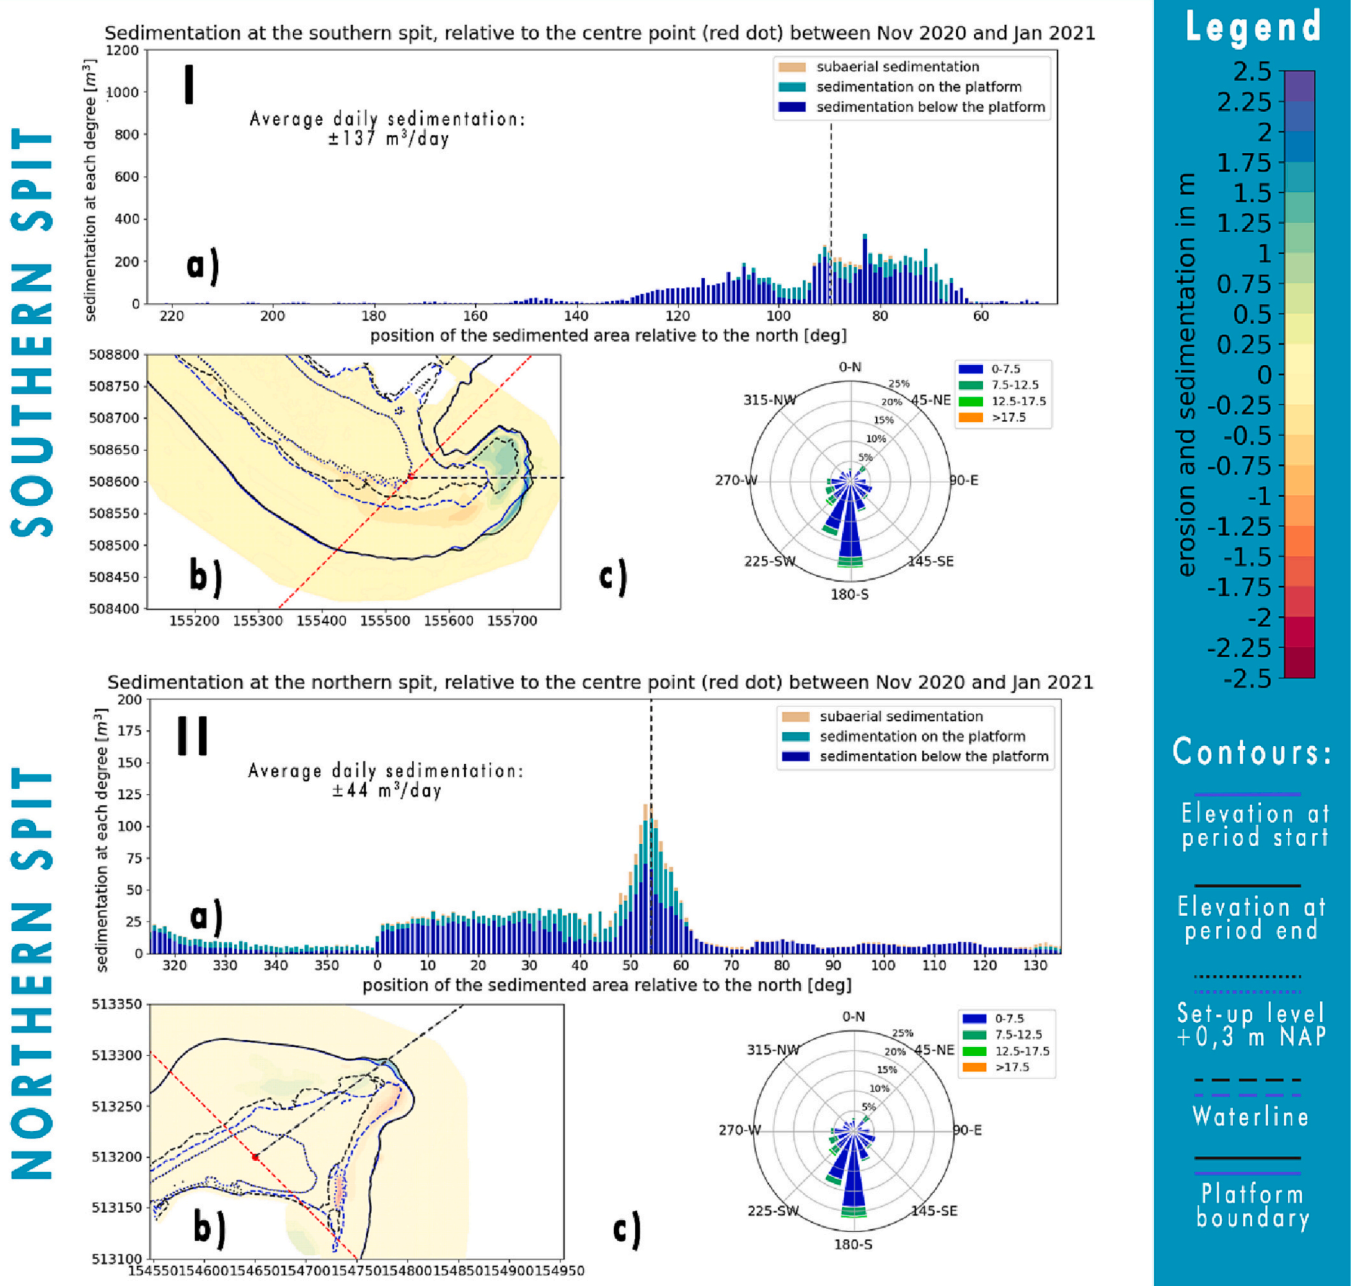 SOUTHERN SPIT
Sedimentation at the southern spit, relative to the centre point (red dot) between Nov 2020 and Jan 2021
sedimentation at each degree [m³]
1200
1000
800
600
400
200
0
I
Average daily sedimentation:
±137 m³/day
subaerial sedimentation
sedimentation on the platform
sedimentation below the platform
a)
220 200 180 160 140 120 100 80 60
position of the sedimented area relative to the north [deg]
508800
508750
508700
508650
508600
508550
508500
508450
508400
155200 155300 155400 155500 155600 155700
b)
c)
0-N
45-NE
90-E
145-SE
180-S
225-SW
270-W
315-NW
25%
20%
15%
10%
5%
0-7.5
7.5-12.5
12.5-17.5
>17.5
NORTHERN SPIT
Sedimentation at the northern spit, relative to the centre point (red dot) between Nov 2020 and Jan 2021
sedimentation at each degree [m³]
200
175
150
125
100
75
50
25
0
II
Average daily sedimentation:
±44 m³/day
subaerial sedimentation
sedimentation on the platform
sedimentation below the platform
a)
320 330 340 350 0 10 20 30 40 50 60 70 80 90 100 110 120 130
position of the sedimented area relative to the north [deg]
513350
513300
513250
513200
513150
513100
154550 154600 154650 154700 154750 154800 154850 154900 154950
b)
c)
0-N
45-NE
90-E
145-SE
180-S
225-SW
270-W
315-NW
25%
20%
15%
10%
5%
0-7.5
7.5-12.5
12.5-17.5
>17.5
Legend
erosion and sedimentation in m
2.5
2.25
2
1.75
1.5
1.25
1
0.75
0.5
0.25
0
-0.25
-0.5
-0.75
-1
-1.25
-1.5
-1.75
-2
-2.25
-2.5
Contours:
Elevation at
period start
Elevation at
period end
Set-up level
+0,3 m NAP
Waterline
Platform
boundary